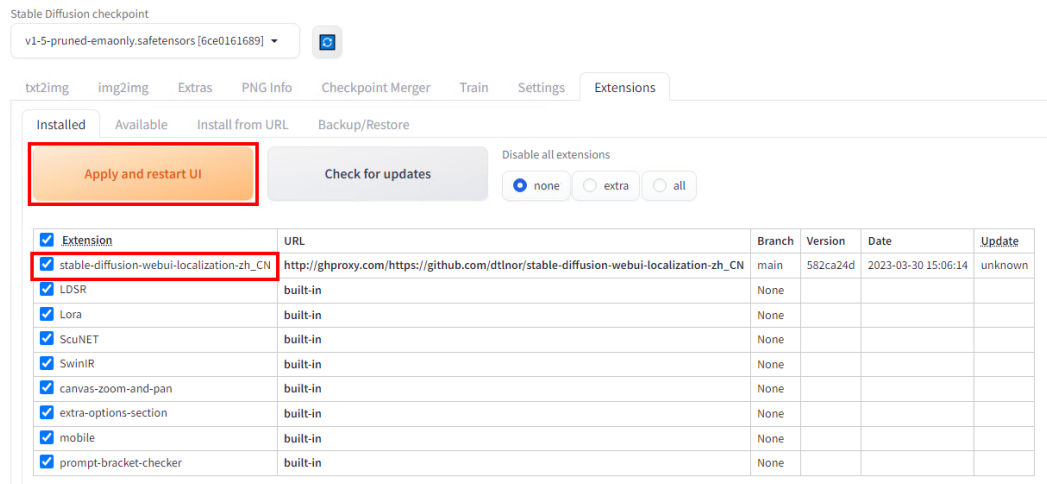 Stable Diffusion checkpoint
v1-5-pruned-emaonly.safetensors [6ce0161689]
txt2img img2img Extras PNG Info Checkpoint Merger Train Settings Extensions
Installed Available Install from URL Backup/Restore
Disable all extensions
Apply and restart UI Check for updates none extra all
Extension URL Branch Version Date Update
stable-diffusion-webui-localization-zh_CN http://ghproxy.com/https://github.com/dtlnor/stable-diffusion-webui-localization-zh_CN main 582ca24d 2023-03-30 15:06:14 unknown
LDSR built-in None
Lora built-in None
ScuNET built-in None
SwinIR built-in None
canvas-zoom-and-pan built-in None
extra-options-section built-in None
mobile built-in None
prompt-bracket-checker built-in None